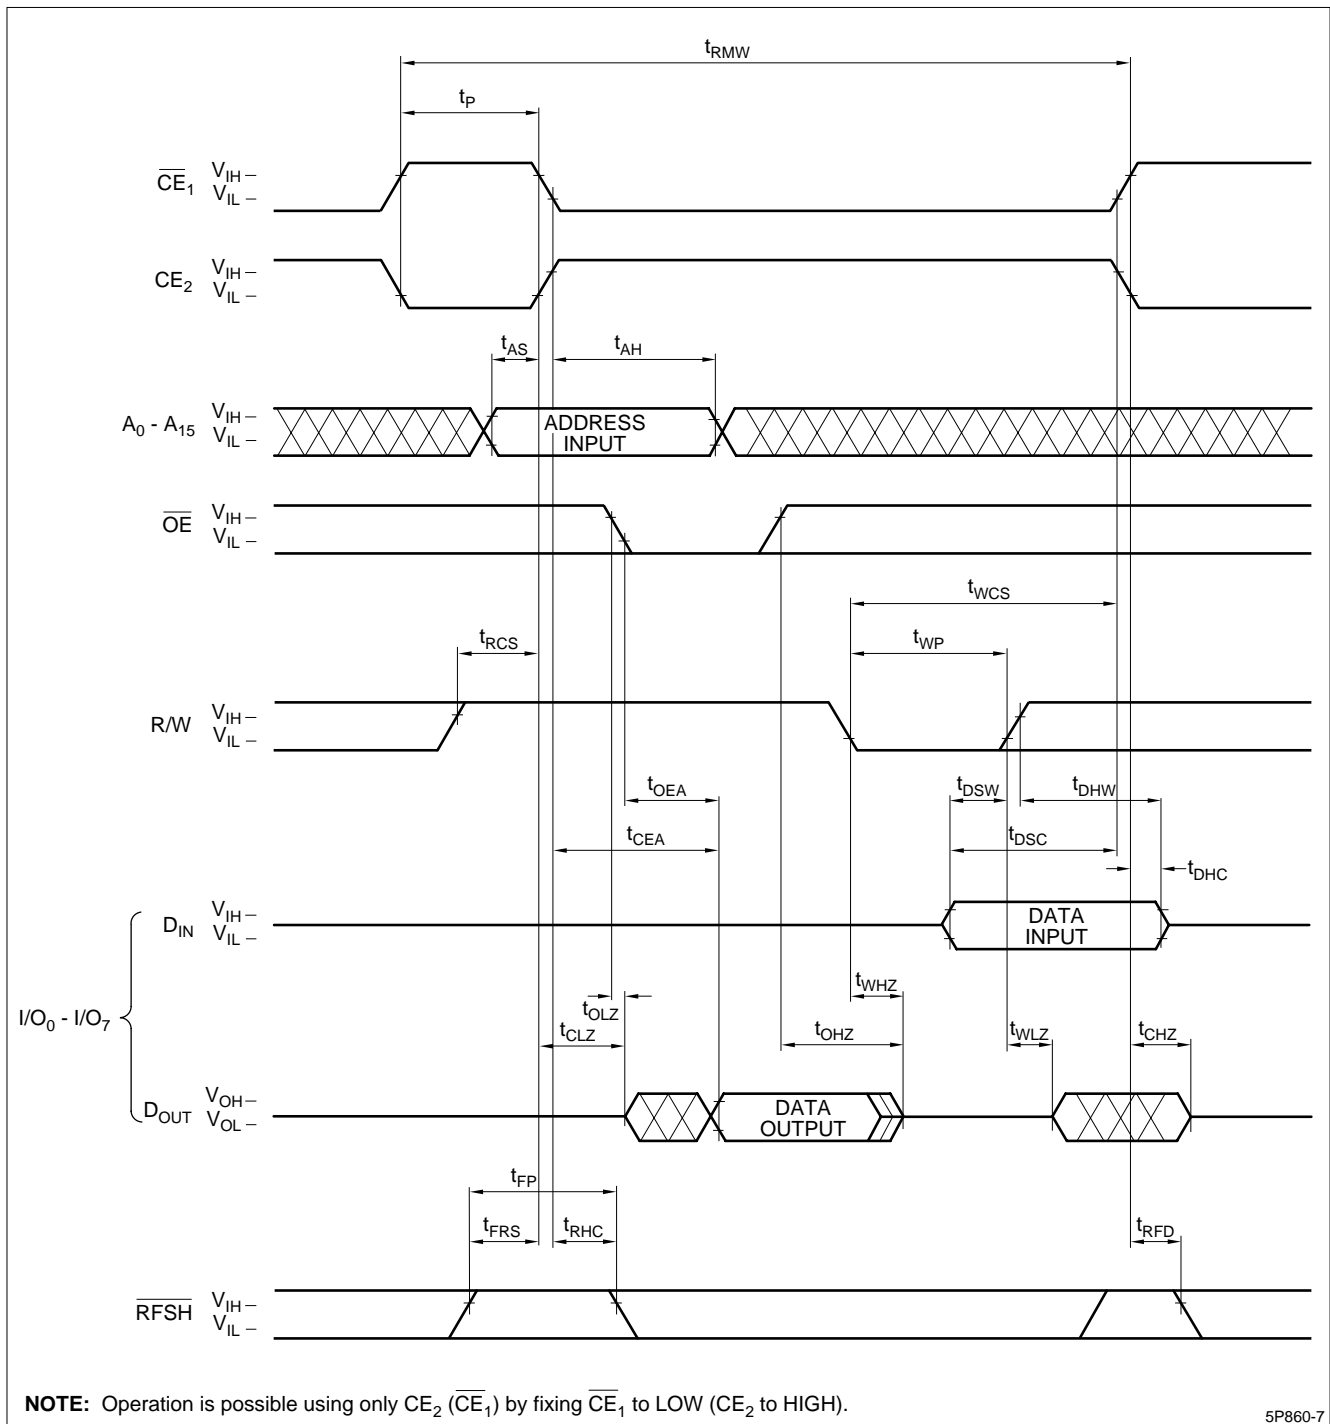 tRMW
tP
CE1 VIH –
VIL –
CE2 VIH –
VIL –
tAS tAH
A0 - A15 VIH –
VIL –
ADDRESS
INPUT
OE VIH –
VIL –
tWCS
tRCS tWP
R/W VIH –
VIL –
tOEA tDSW tDHW
tCEA tDSC
tDHC
DIN VIH –
VIL –
DATA
INPUT
I/O0 - I/O7
tOLZ tWHZ
tCLZ tOHZ tWLZ tCHZ
DOUT VOH –
VOL –
DATA
OUTPUT
tFP
tFRS tRHC tRFD
RFSH VIH –
VIL –
NOTE: Operation is possible using only CE2 (CE1) by fixing CE1 to LOW (CE2 to HIGH).
5P860-7